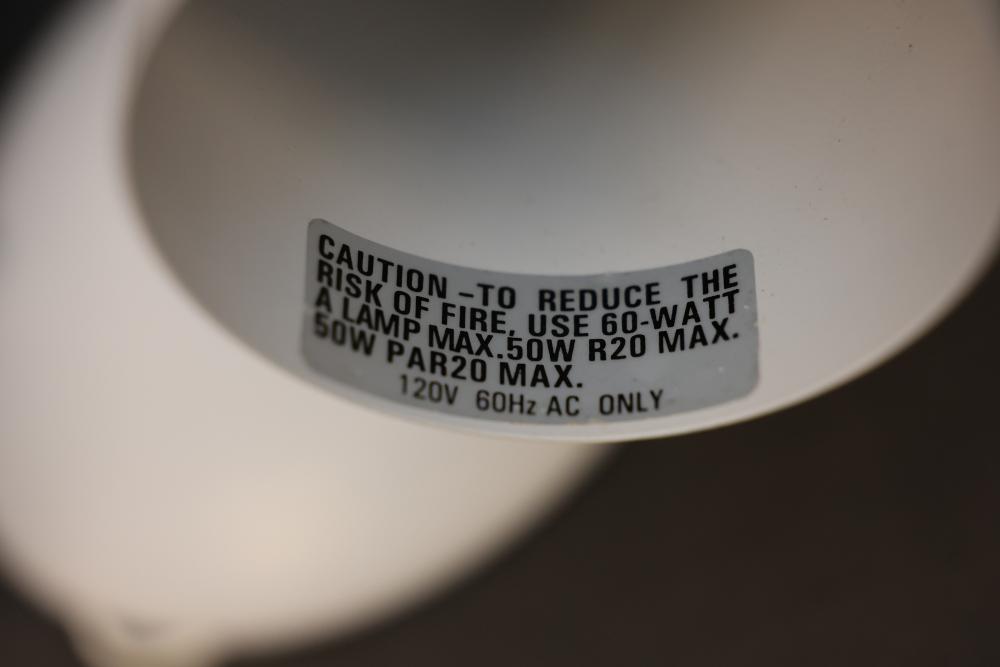 CAUTION -TO REDUCE THE
RISK OF FIRE, USE 60-WATT
A LAMP MAX.50W R20 MAX.
50W PAR20 MAX.
120V 60Hz AC ONLY